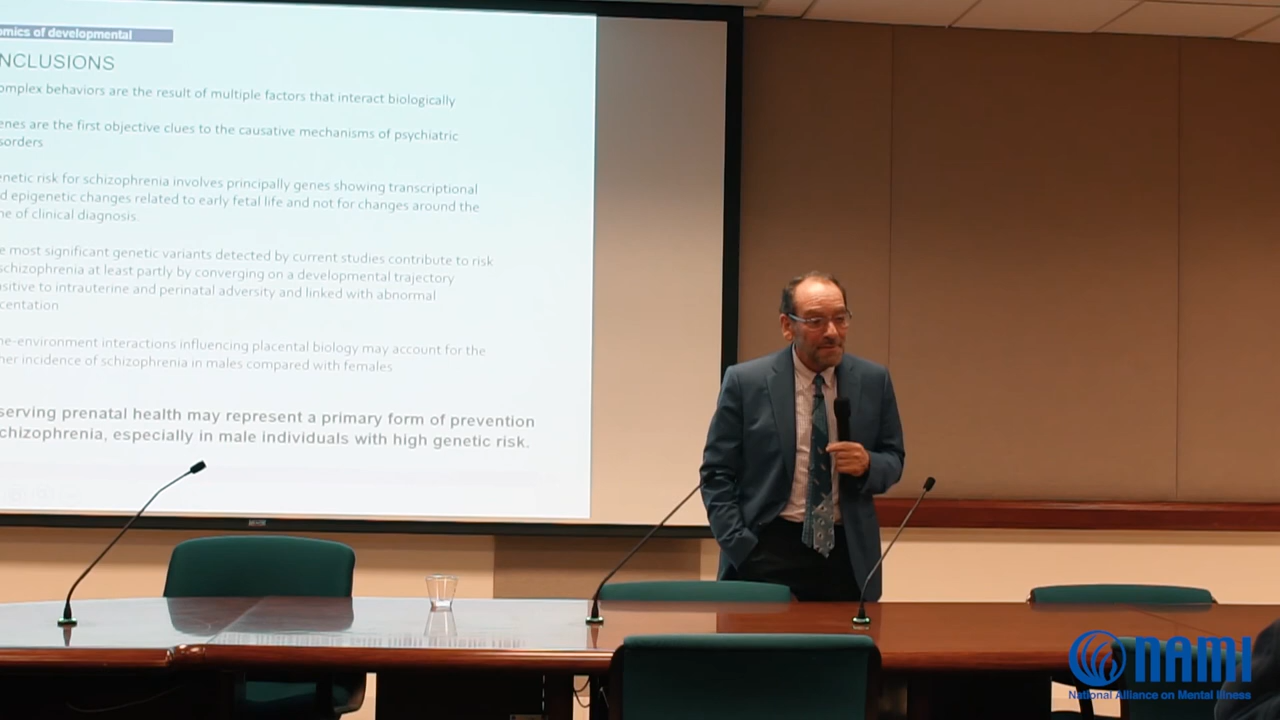 omics of developmental
NCLUSIONS
omplex behaviors are the result of multiple factors that interact biologically
enes are the first objective clues to the causative mechanisms of psychiatric
sorders
enetic risk for schizophrenia involves principally genes showing transcriptional
d epigenetic changes related to early fetal life and not for changes around the
ne of clinical diagnosis
e most significant genetic variants detected by current studies contribute to risk
schizophrenia at least partly by converging on a developmental trajectory
sitive to intrauterine and perinatal adversity and linked with abnormal
centation
ne-environment interactions influencing placental biology may account for the
her incidence of schizophrenia in males compared with females
serving prenatal health may represent a primary form of prevention
chizophrenia, especially in male individuals with high genetic risk.
NAMI
National Alliance on Mental Illness